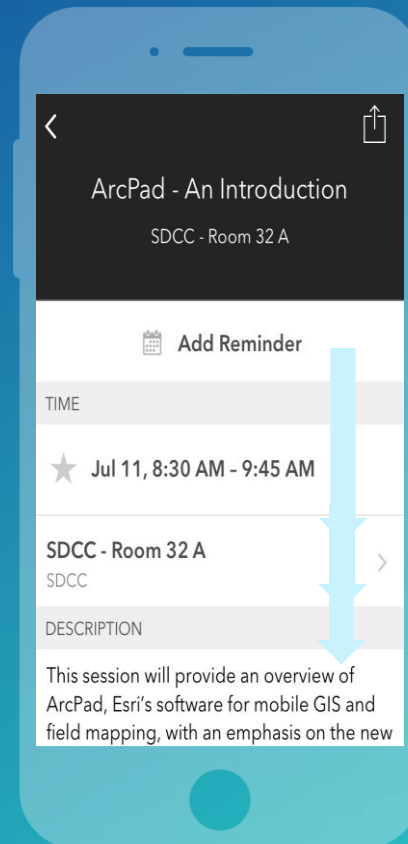 ArcPad - An Introduction
SDCC - Room 32 A
Add Reminder
TIME
Jul 11, 8:30 AM - 9:45 AM
SDCC - Room 32 A
SDCC
DESCRIPTION
This session will provide an overview of
ArcPad, Esri's software for mobile GIS and
field mapping, with an emphasis on the new